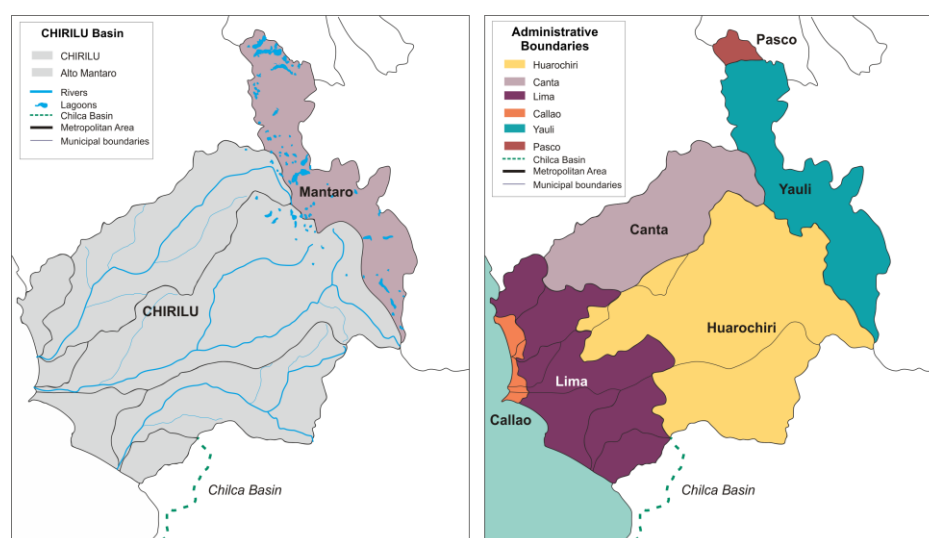 CHIRILU Basin
CHIRILU
Alto Mantaro
Rivers
Lagoons
Chilca Basin
Metropolitan Area
Municipal boundaries
Mantaro
CHIRILU
Chilca Basin
Administrative
Boundaries
Huarochiri
Canta
Lima
Callao
Yauli
Pasco
Chilca Basin
Metropolitan Area
Municipal boundaries
Pasco
Yauli
Canta
Huarochiri
Lima
Callao
Chilca Basin